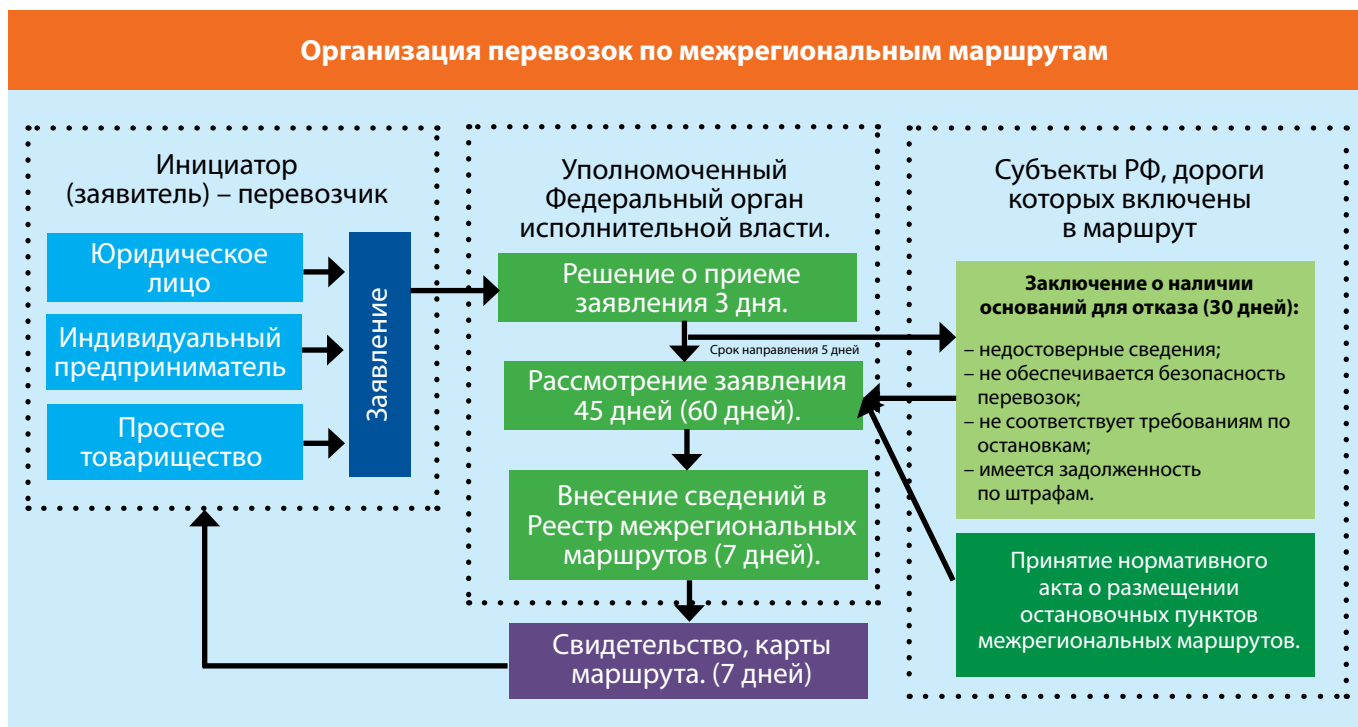 Организация перевозок по межрегиональным маршрутам
Инициатор
(заявитель) – перевозчик
Юридическое
лицо
Индивидуальный
предприниматель
Простое
товарищество
Заявление
Уполномоченный
Федеральный орган
исполнительной власти.
Решение о приеме
заявления 3 дня.
Срок направления 5 дней
Рассмотрение заявления
45 дней (60 дней).
Внесение сведений в
Реестр межрегиональных
маршрутов (7 дней).
Свидетельство, карты
маршрута. (7 дней)
Субъекты РФ, дороги
которых включены
в маршрут
Заключение о наличии
оснований для отказа (30 дней):
– недостоверные сведения;
– не обеспечивается безопасность
перевозок;
– не соответствует требованиям по
остановкам;
– имеется задолженность
по штрафам.
Принятие нормативного
акта о размещении
остановочных пунктов
межрегиональных маршрутов.